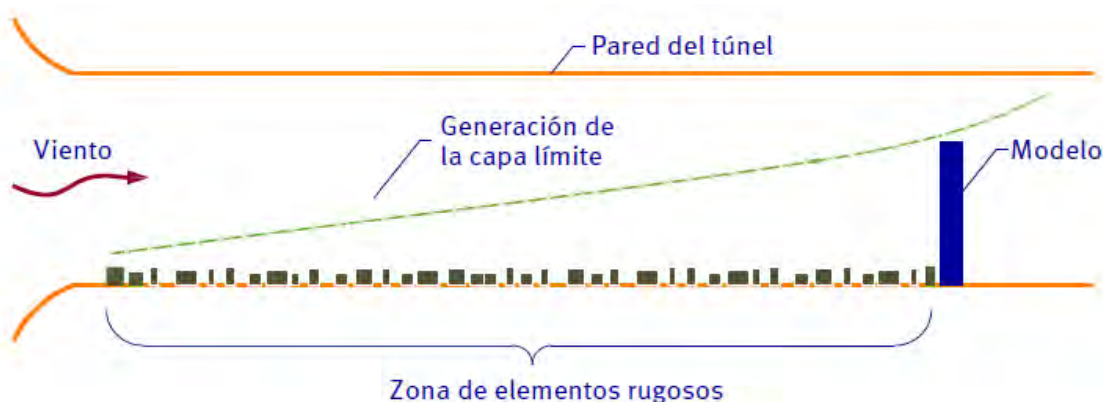 Pared del túnel
Generación de
la capa límite
Viento
Modelo
Zona de elementos rugosos